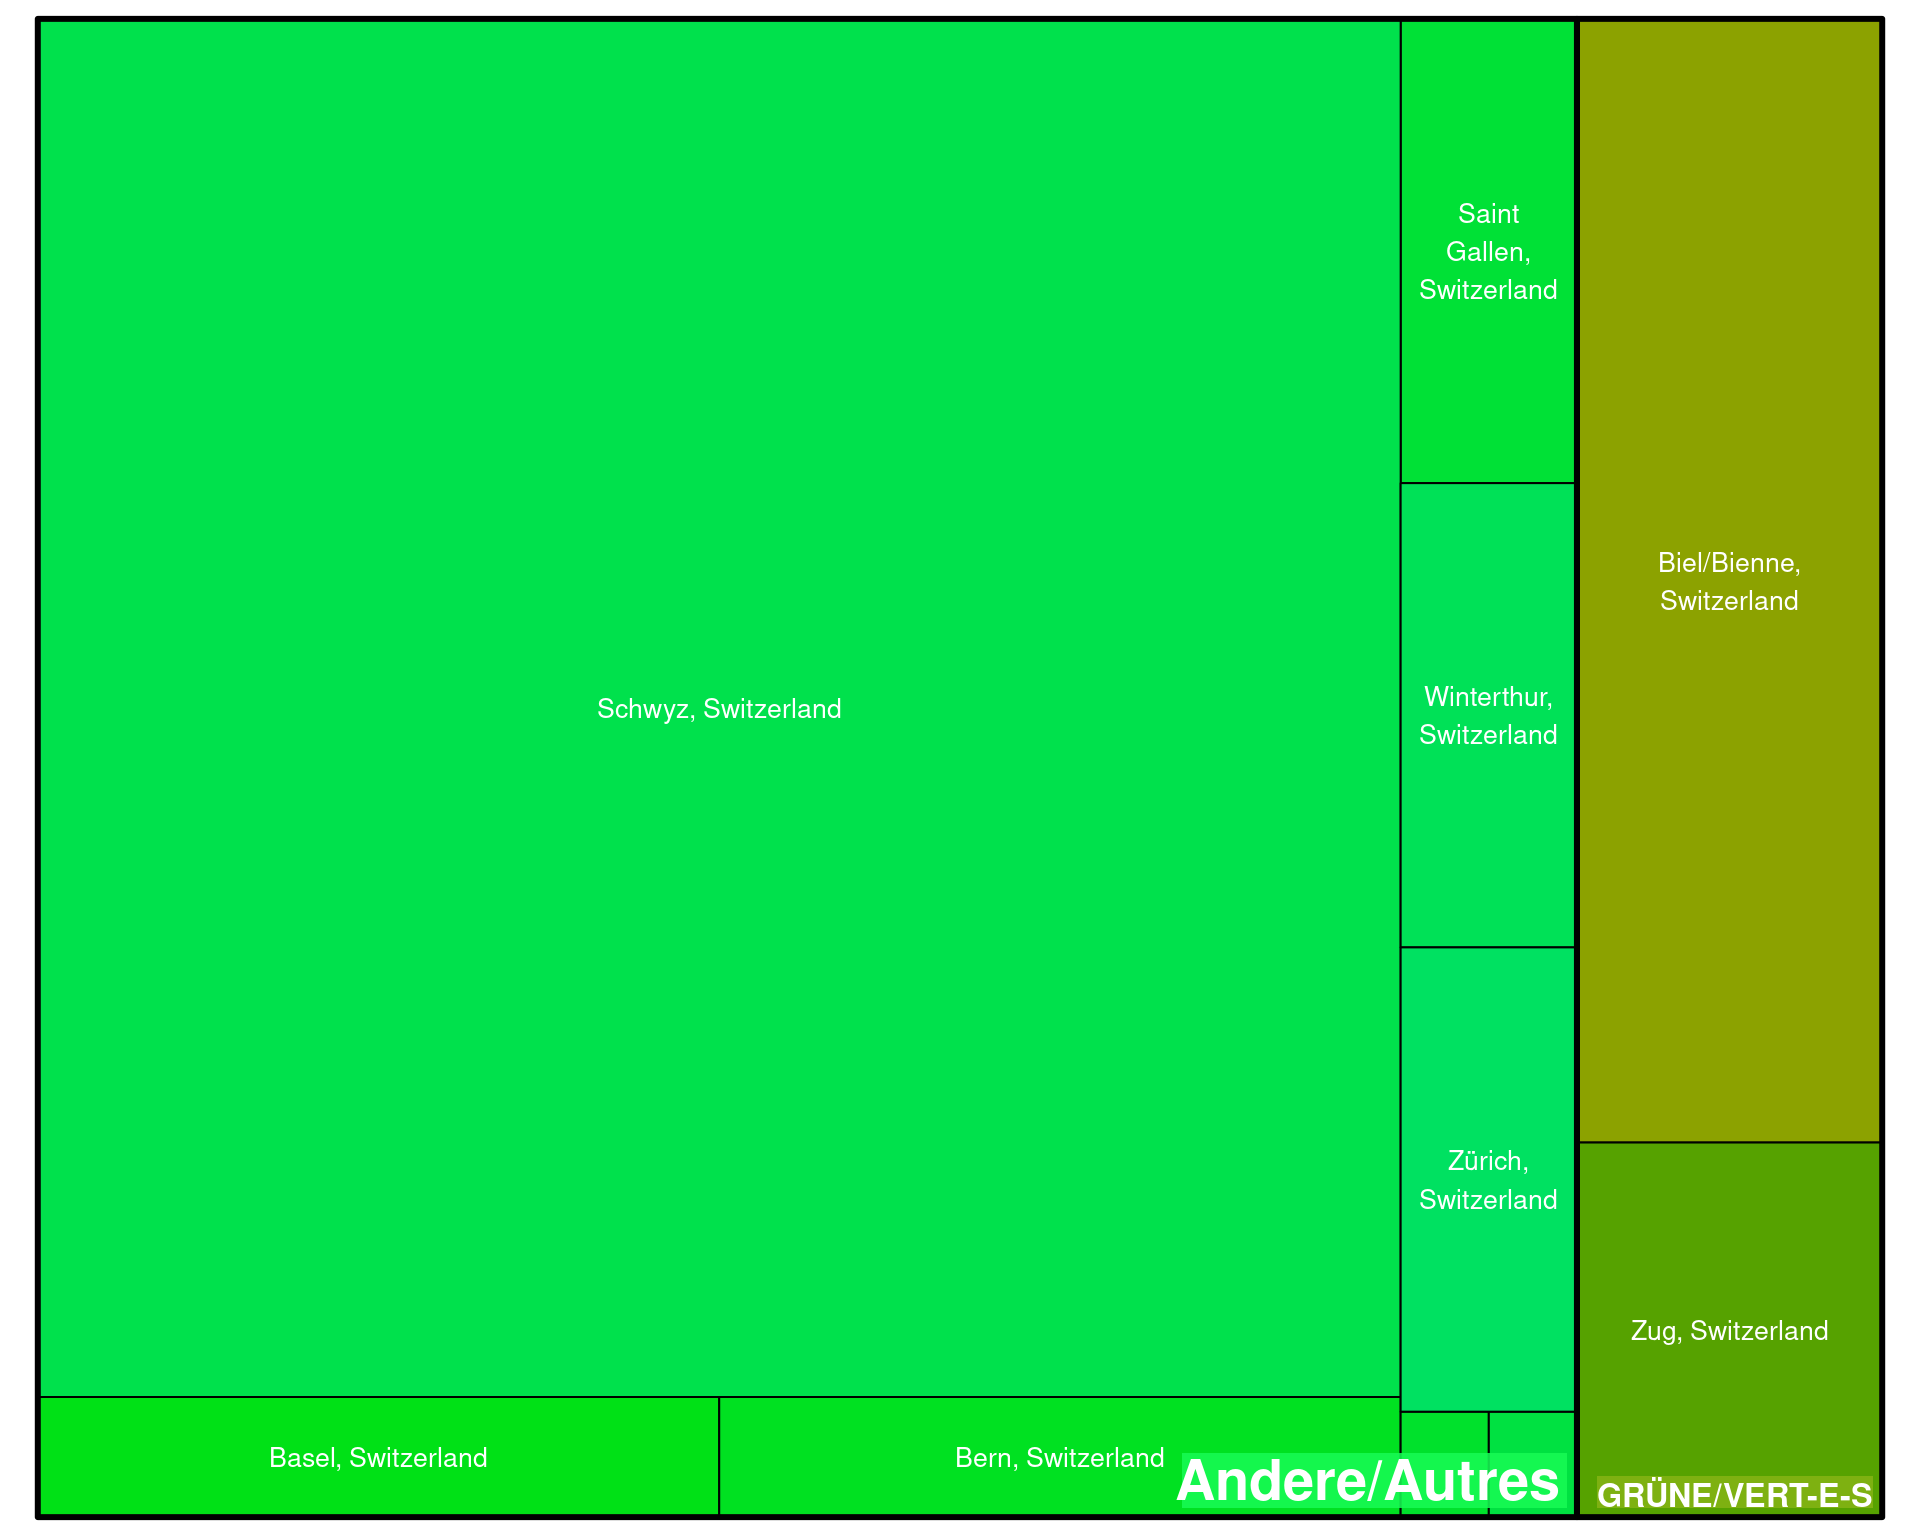 Saint
Gallen,
Switzerland
Biel/Bienne,
Switzerland
Schwyz, Switzerland
Winterthur,
Switzerland
Zürich,
Switzerland
Zug, Switzerland
Basel, Switzerland
Bern, Switzerland
Andere/Autres
GRÜNE/VERT-E-S